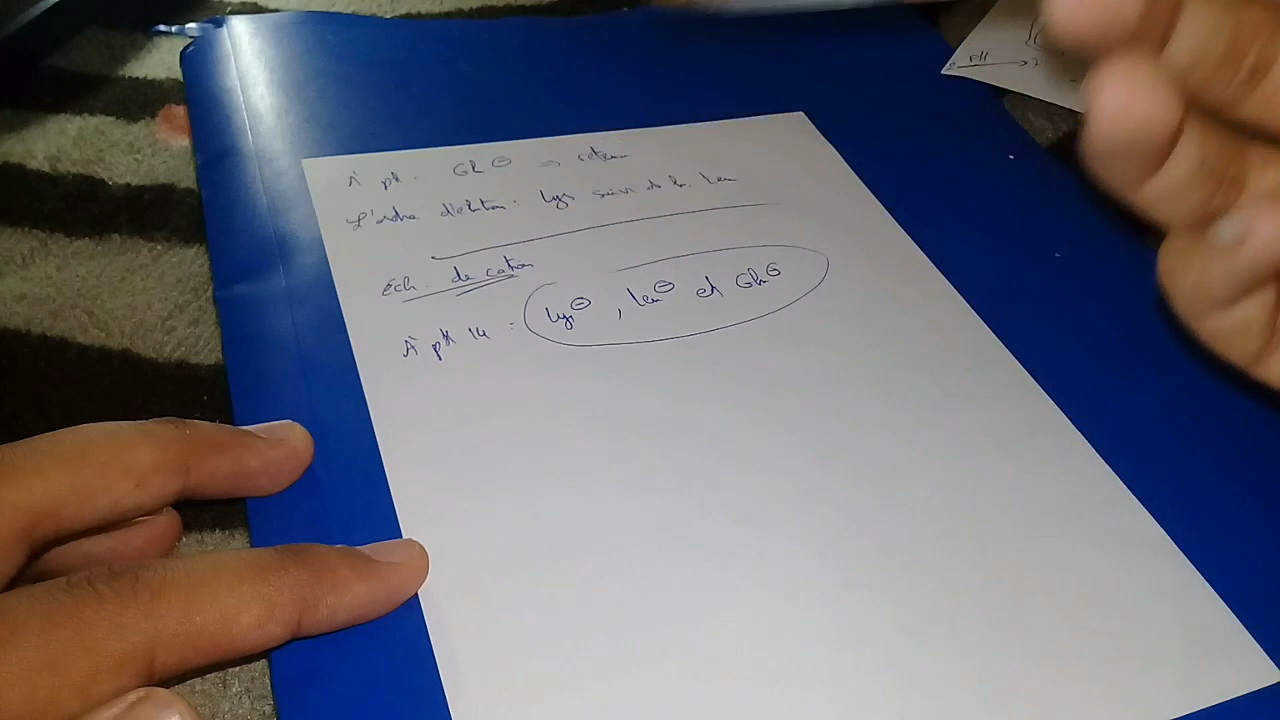 À pH. Glu⊖ ⇒ retenu
L'ordre d'élution: Lys suivi de la leu
éch. de cation
À pH 14 : Lys⊖, leu⊖ et Glu⊖
pH